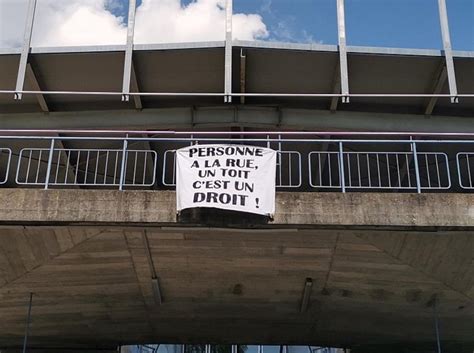 PERSONNE
A LA RUE,
UN TOIT
C'EST UN
DROIT !